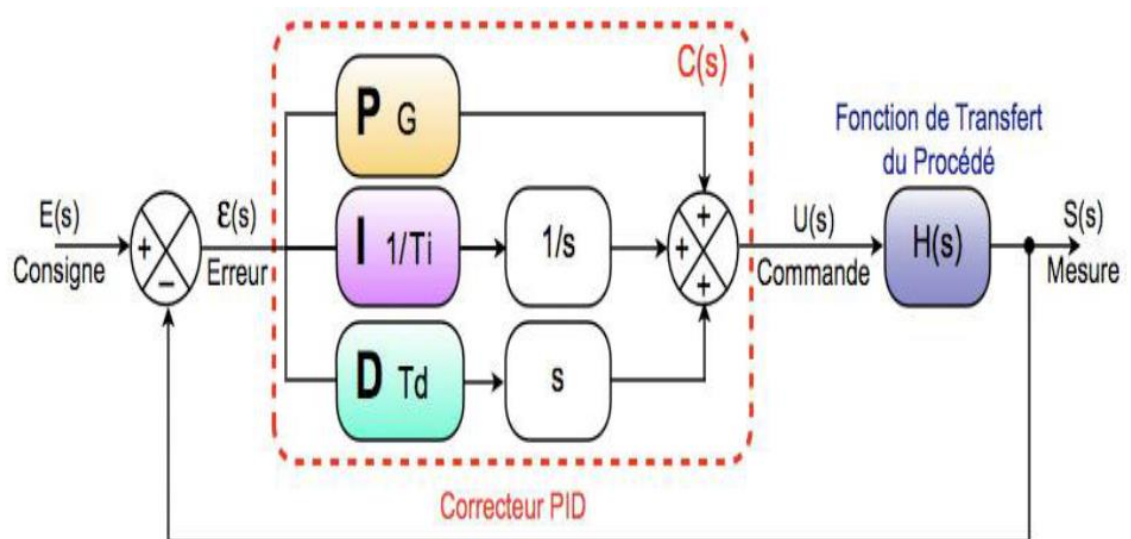 C(s)
P G
Fonction de Transfert
du Procédé
E(s)
Consigne
+
−
ε(s)
Erreur
I 1/Ti
1/s
+
+
+
U(s)
Commande
H(s)
S(s)
Mesure
D Td
s
Correcteur PID